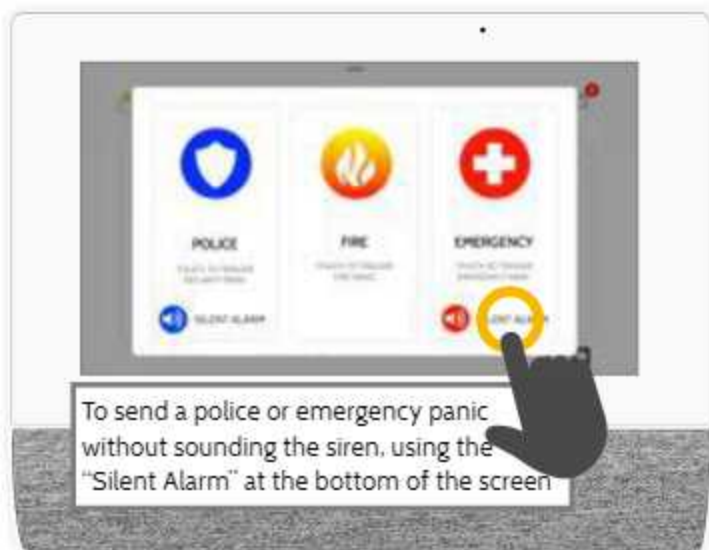 POLICE
FIRE
EMERGENCY
SILENT ALARM
SILENT
To send a police or emergency panic
without sounding the siren, using the
“Silent Alarm” at the bottom of the screen